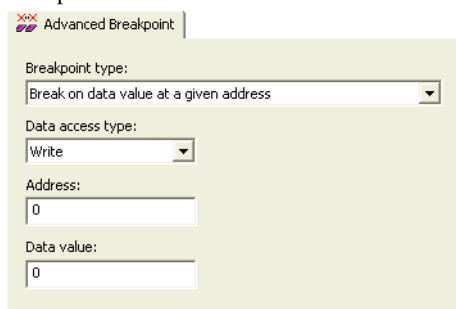 Advanced Breakpoint
Breakpoint type:
Break on data value at a given address
Data access type:
Write
Address:
0
Data value:
0